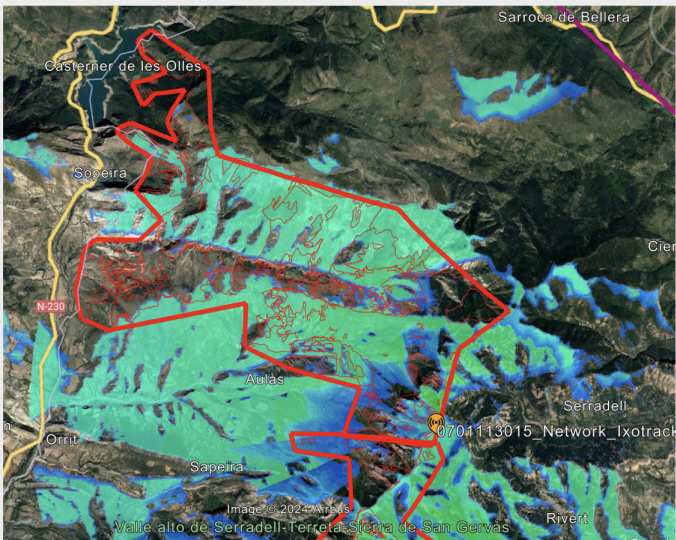 Sarroca de Bellera
Casterner de les Olles
Sopeira
Cier
N-230
Aulàs
Serradell
0701113015_Network_Ixotrack
n
Orrit
Sapeira
Image © 2024 Airbus
Valle alto de Serradell-Terreta-Sierra de San Gervás
Rivert